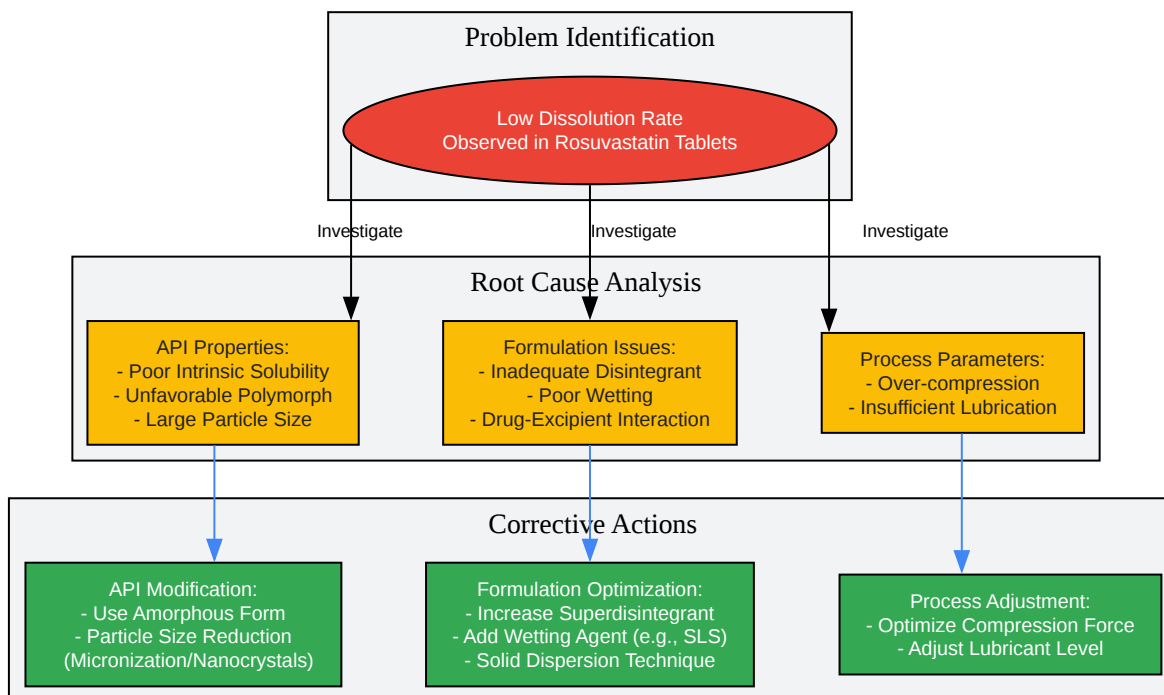 Problem Identification
Low Dissolution Rate
Observed in Rosuvastatin Tablets
Investigate
Investigate
Investigate
Root Cause Analysis
API Properties:
- Poor Intrinsic Solubility
- Unfavorable Polymorph
- Large Particle Size
Formulation Issues:
- Inadequate Disintegrant
- Poor Wetting
- Drug-Excipient Interaction
Process Parameters:
- Over-compression
- Insufficient Lubrication
Corrective Actions
API Modification:
- Use Amorphous Form
- Particle Size Reduction
(Micronization/Nanocrystals)
Formulation Optimization:
- Increase Superdisintegrant
- Add Wetting Agent (e.g., SLS)
- Solid Dispersion Technique
Process Adjustment:
- Optimize Compression Force
- Adjust Lubricant Level